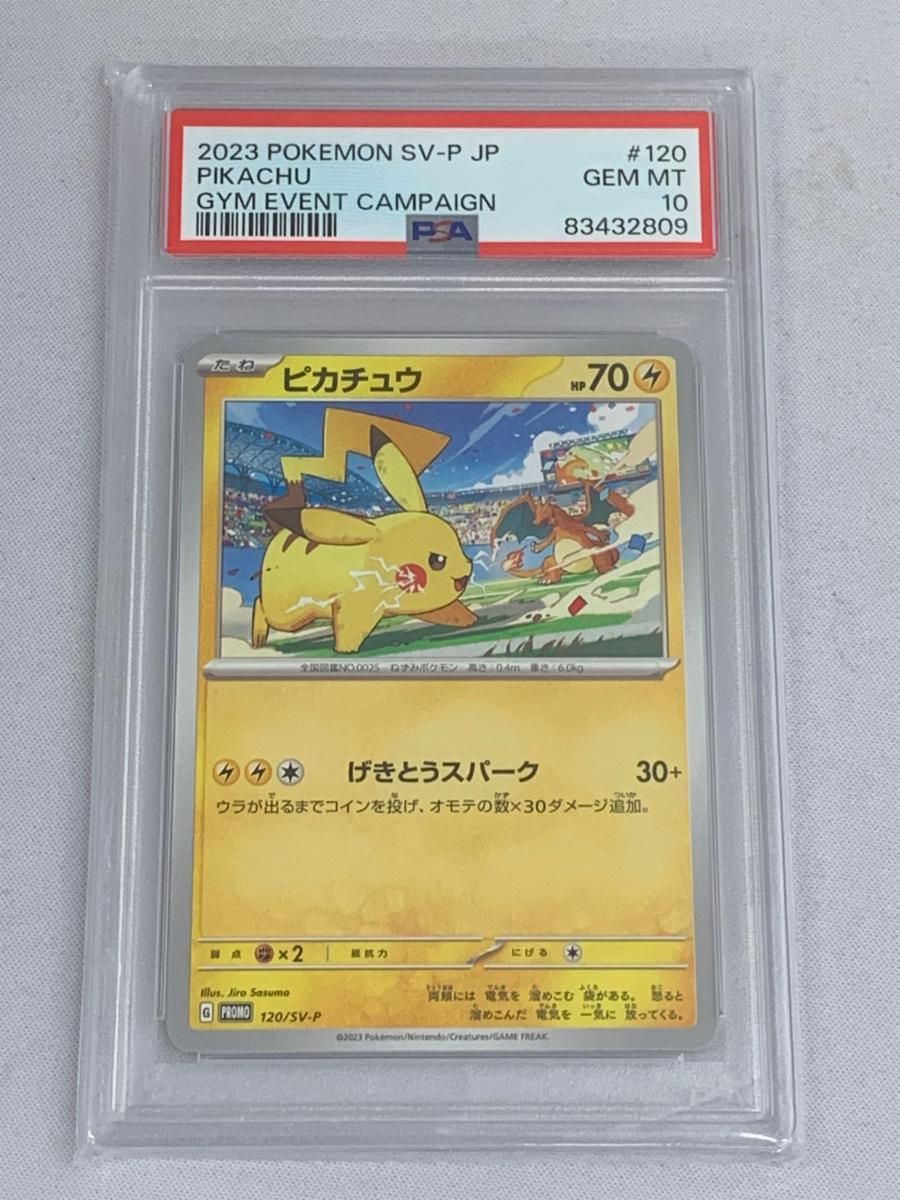 2023 POKEMON SV-P JP #120
PIKACHU GEM MT
GYM EVENT CAMPAIGN 10
PSA 83432809
たね ピカチュウ HP70
全国図鑑NO.0025 ねずみポケモン 高さ:0.4m 重さ:6.0kg
げきとうスパーク 30+
ウラが出るまでコインを投げ、オモテの数×30ダメージ追加。
弱点 ×2 抵抗力 にげる
Illus. Jiro Sasumo
両頬には 電気を 溜めこむ 袋がある。 怒ると
溜めこんだ 電気を 一気に 放ってくる。
G PROMO 120/SV-P
©2023 Pokémon/Nintendo/Creatures/GAME FREAK.